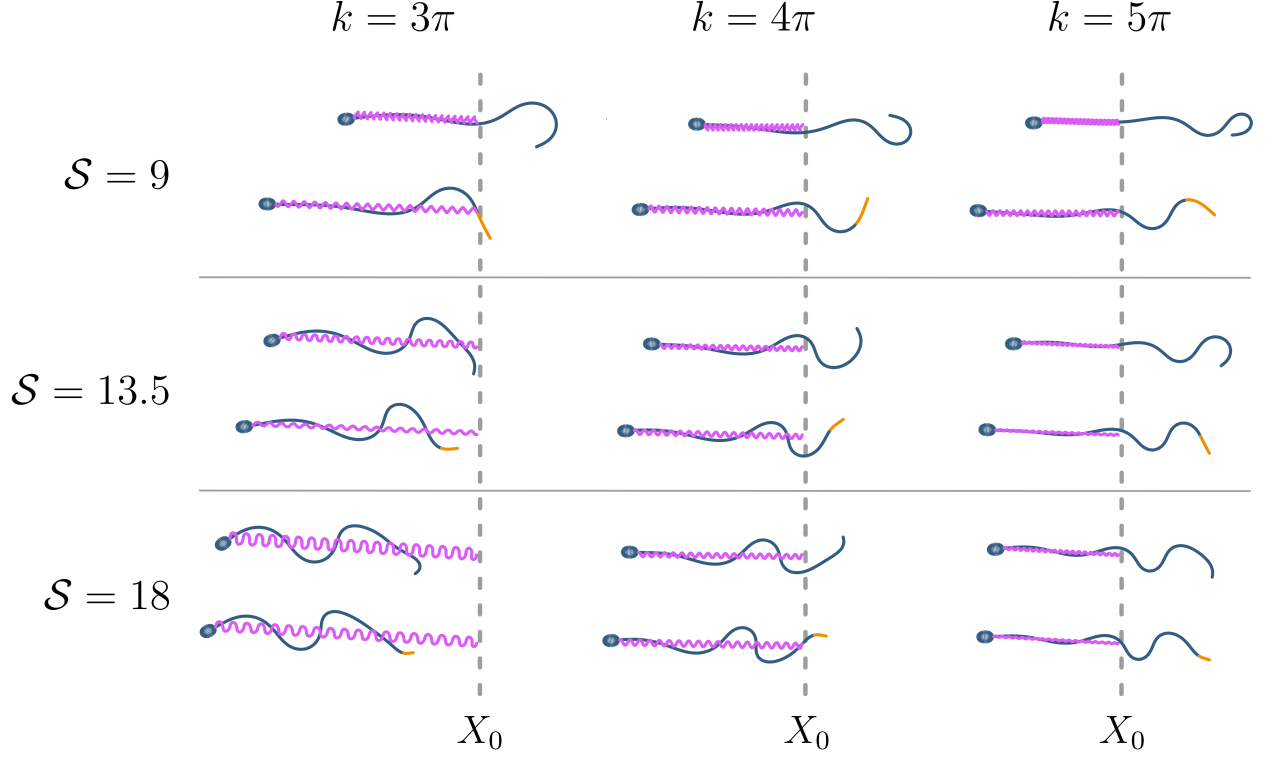 k = 3π k = 4π k = 5π
𝒮 = 9
𝒮 = 13.5
𝒮 = 18
X₀ X₀ X₀